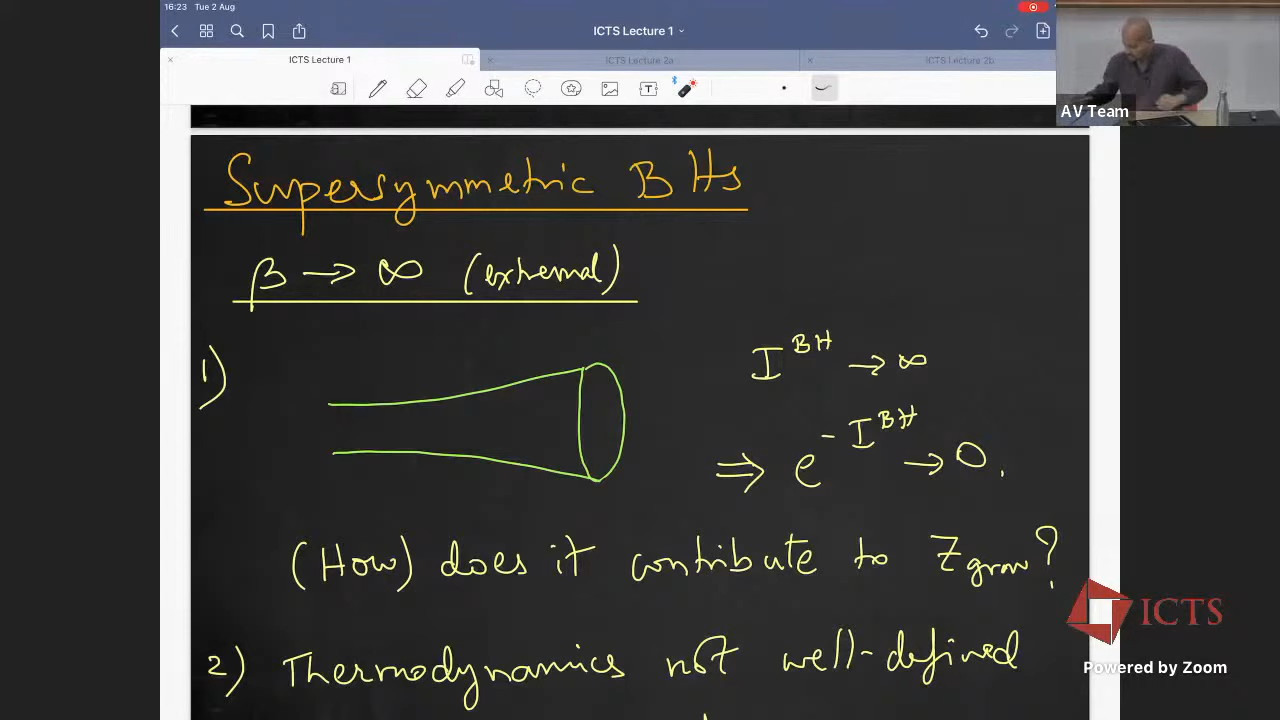 16:23 Tue 2 Aug
ICTS Lecture 1
ICTS Lecture 1
ICTS Lecture 2a
ICTS Lecture 2b
AV Team
Supersymmetric BHs
β → ∞ (extremal)
1)
I^BH → ∞
⇒ e^{-I^BH} → 0.
(How) does it contribute to Z_grav?
2) Thermodynamics not well-defined
ICTS
Powered by Zoom